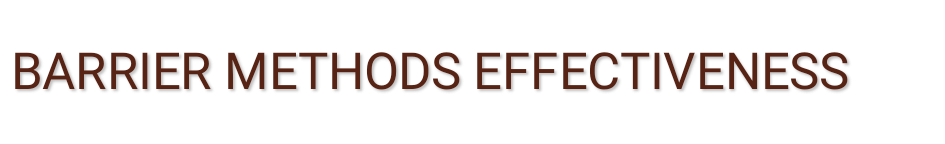 BARRIER METHODS EFFECTIVENESS